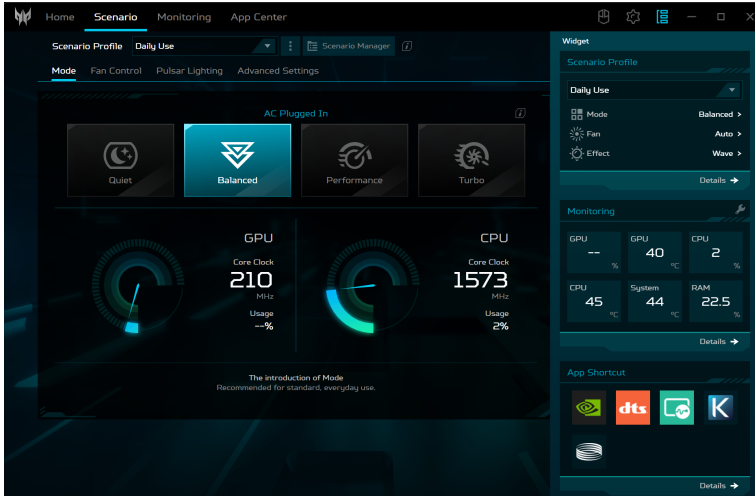 Home Scenario Monitoring App Center
Scenario Profile Daily Use Scenario Manager
Mode Fan Control Pulsar Lighting Advanced Settings
AC Plugged In
Quiet Balanced Performance Turbo
GPU
Core Clock
210
MHz
Usage
--%
CPU
Core Clock
1573
MHz
Usage
2%
The introduction of Mode
Recommended for standard, everyday use.
Widget
Scenario Profile
Daily Use
Mode Balanced >
Fan Auto >
Effect Wave >
Details →
Monitoring
GPU
--
%
GPU
40
°C
CPU
2
%
CPU
45
°C
System
44
°C
RAM
22.5
%
Details →
App Shortcut
dts
K
Details →